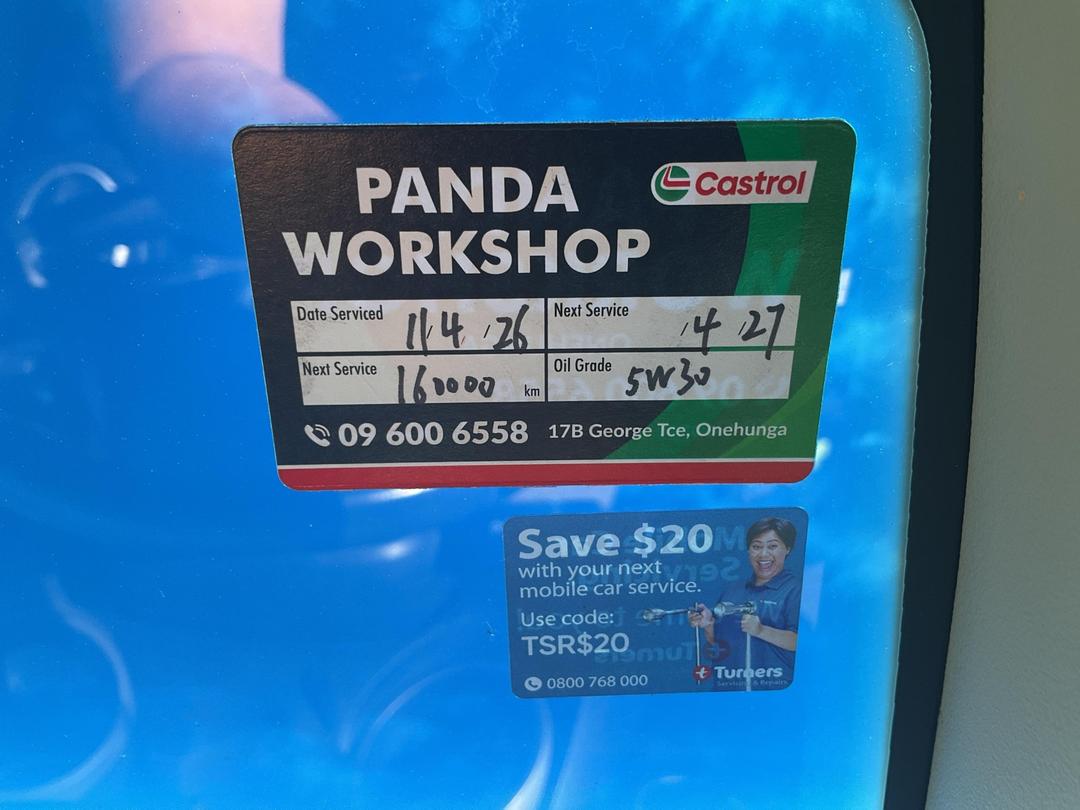 PANDA
WORKSHOP
Castrol
Date Serviced 11/4/26
Next Service /4/27
Next Service 160000 km
Oil Grade 5W30
09 600 6558 17B George Tce, Onehunga
Save $20
with your next
mobile car service.
Use code:
TSR$20
0800 768 000
Turners
Servicing & Repairs